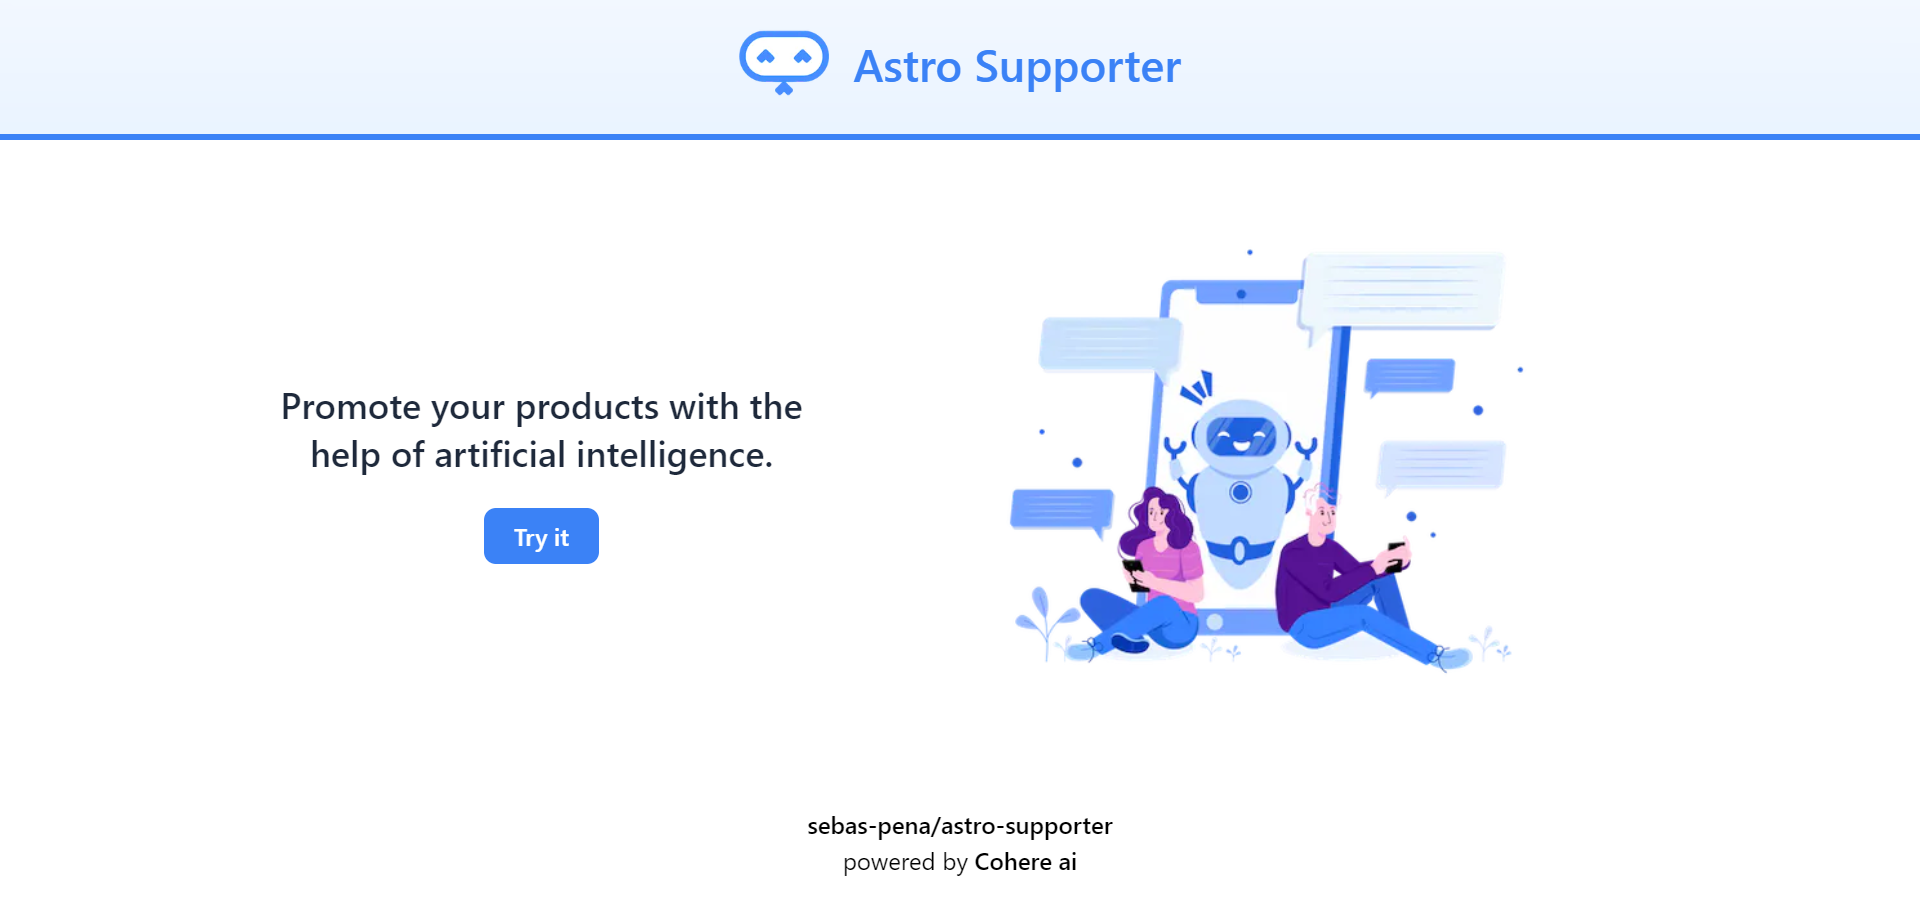 Astro Supporter
Promote your products with the
help of artificial intelligence.
Try it
sebas-pena/astro-supporter
powered by Cohere ai